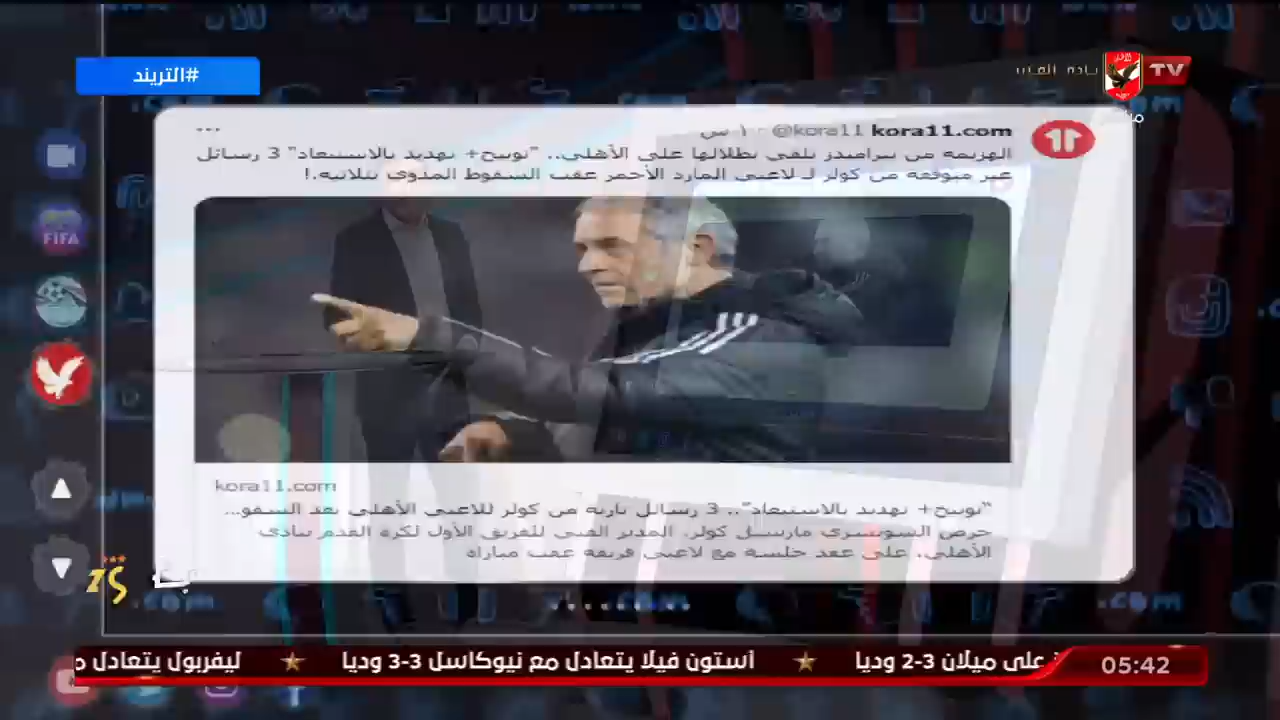 #التريند
TV
kora11.com @kora11 · ١ س
الهزيمة من بيراميدز تلقي بظلالها على الأهلي.. "توبيخ+ تهديد بالاستبعاد" 3 رسائل
غير متوقعة من كولر لـ لاعبي المارد الأحمر عقب السقوط المدوي بثلاثية.!
FIFA
kora11.com
"توبيخ+ تهديد بالاستبعاد".. 3 رسائل نارية من كولر للاعبي الأهلي بعد السقو...
حرص السويسري مارسيل كولر، المدير الفني للفريق الأول لكرة القدم بنادي
الأهلي، على عقد جلسة مع لاعبي فريقه عقب مباراة
على ميلان 3-2 وديا ★ أستون فيلا يتعادل مع نيوكاسل 3-3 وديا ★ ليفربول يتعادل
05:42